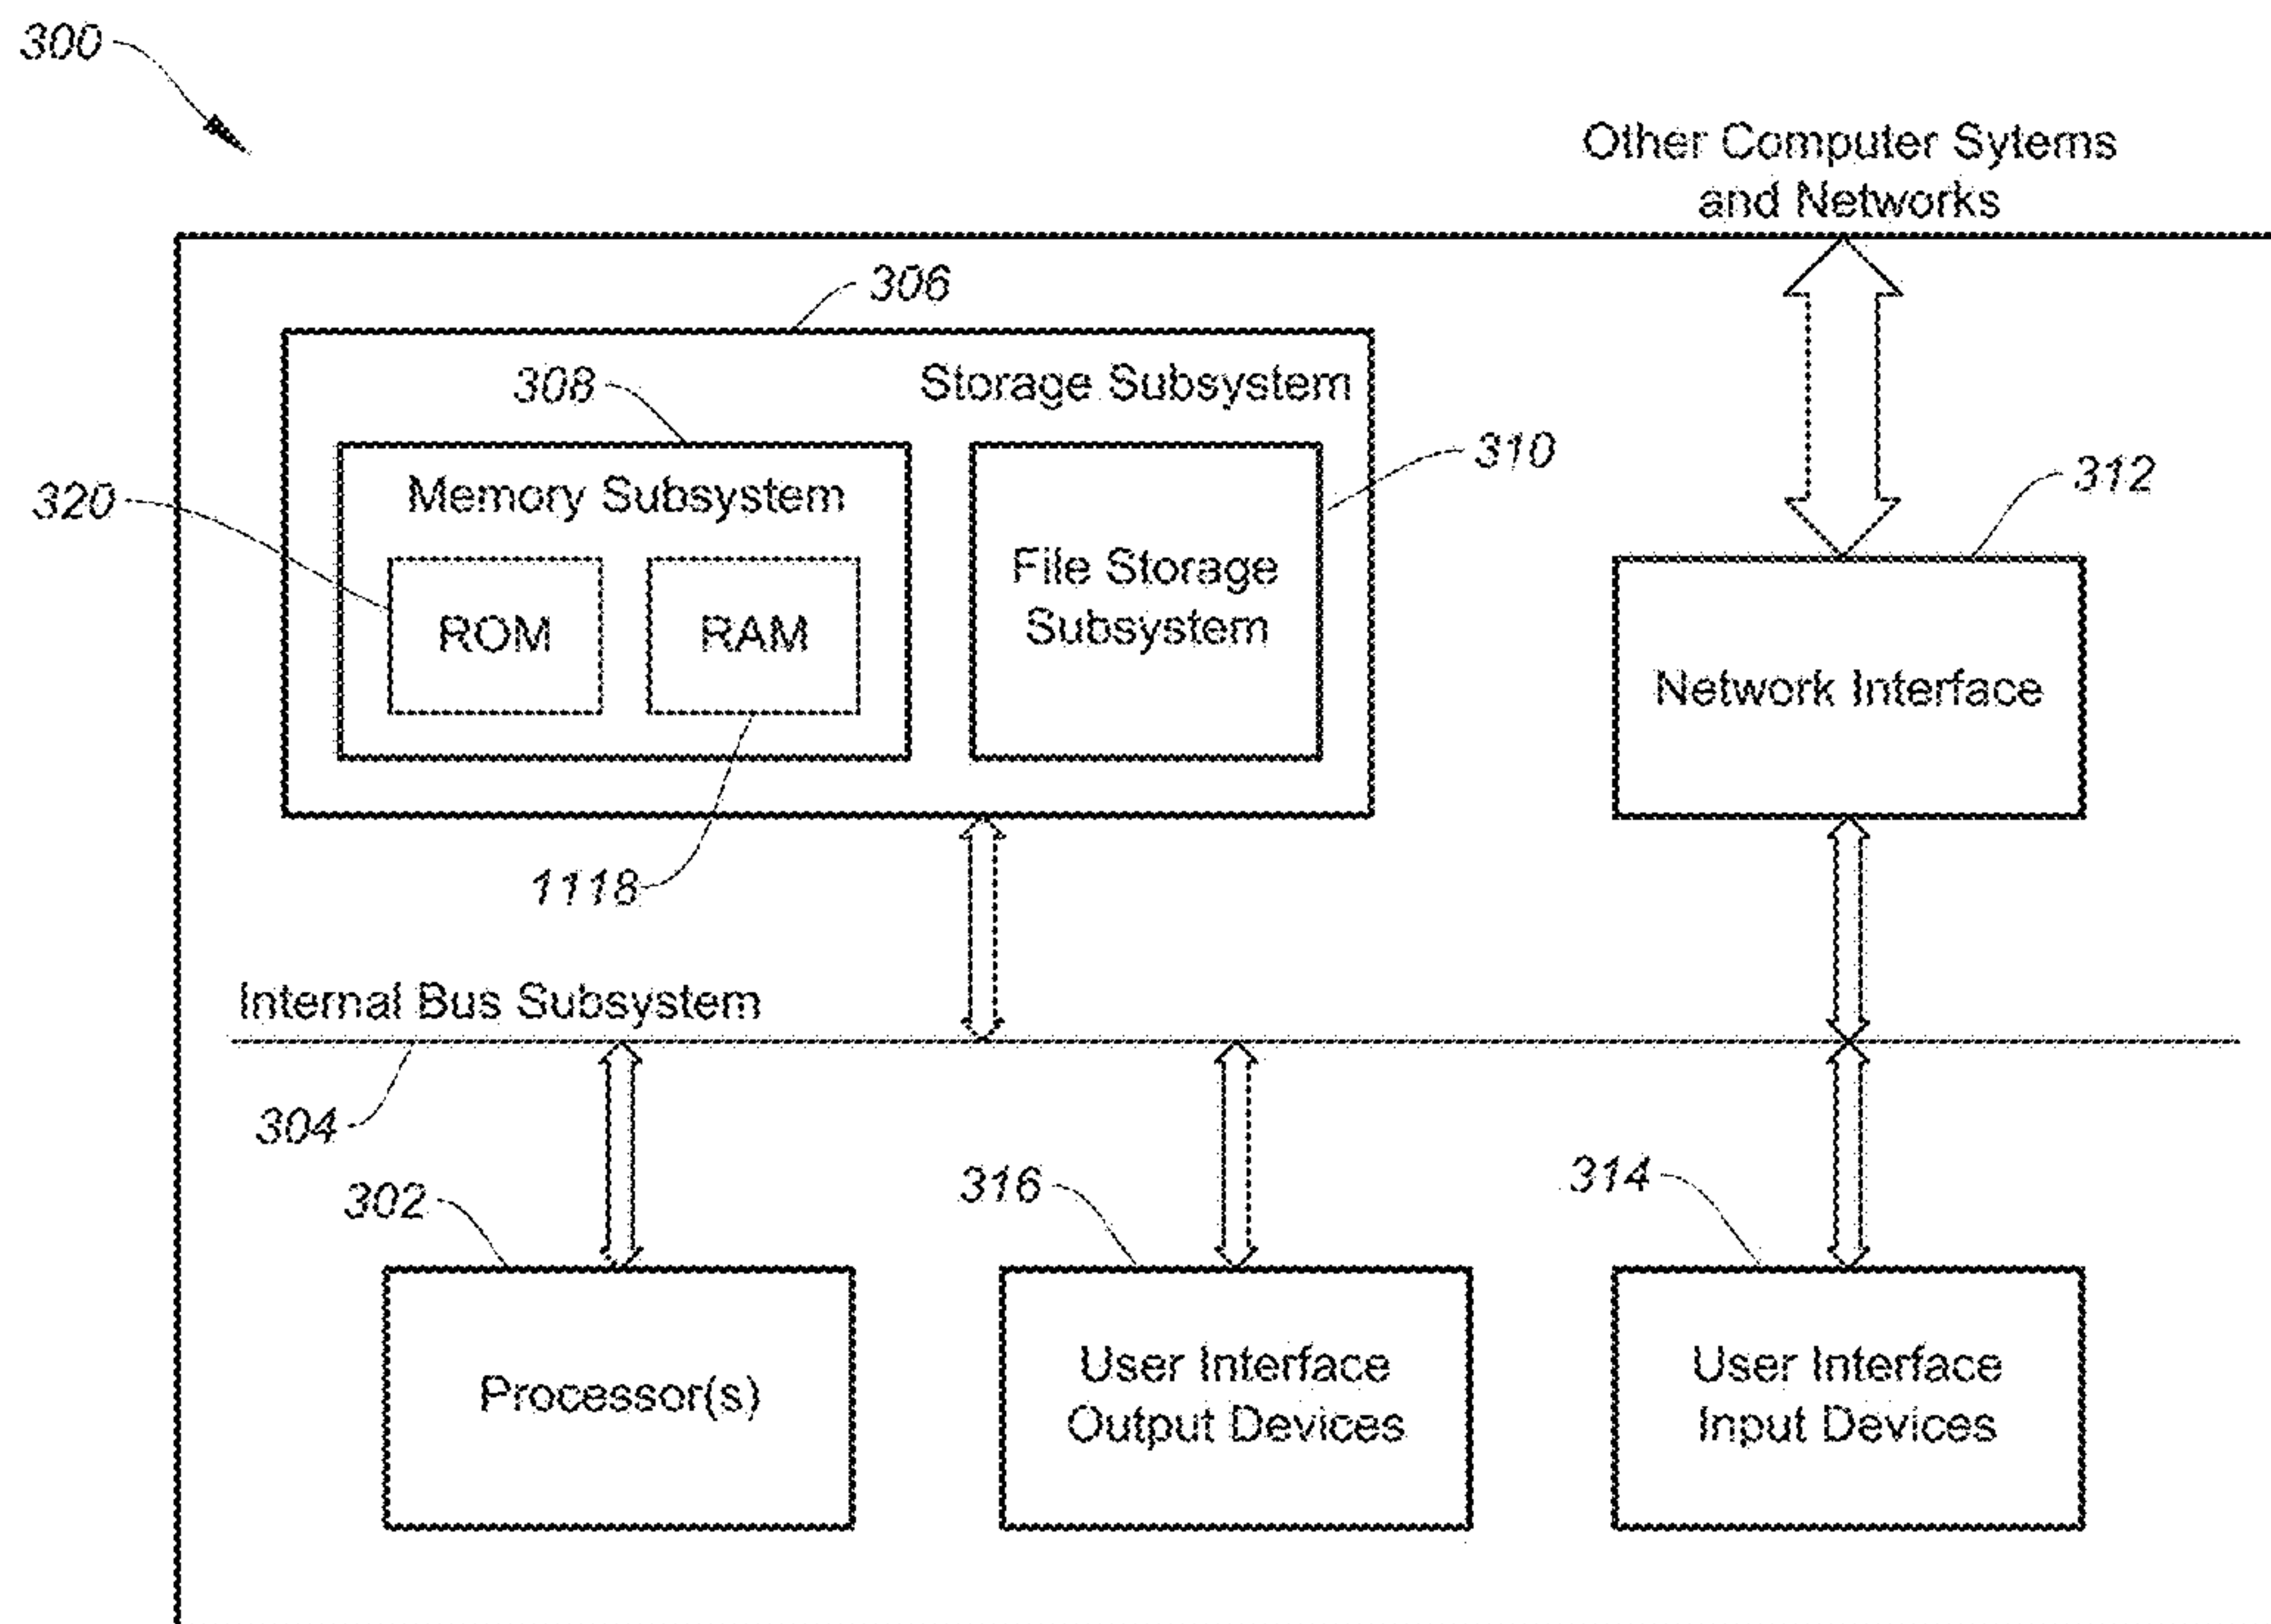 300
Other Computer Sytems
and Networks
306
308
Storage Subsystem
310
312
320
Memory Subsystem
File Storage
Subsystem
ROM
RAM
Network Interface
1118
Internal Bus Subsystem
304
302
316
314
Processor(s)
User Interface
Output Devices
User Interface
Input Devices